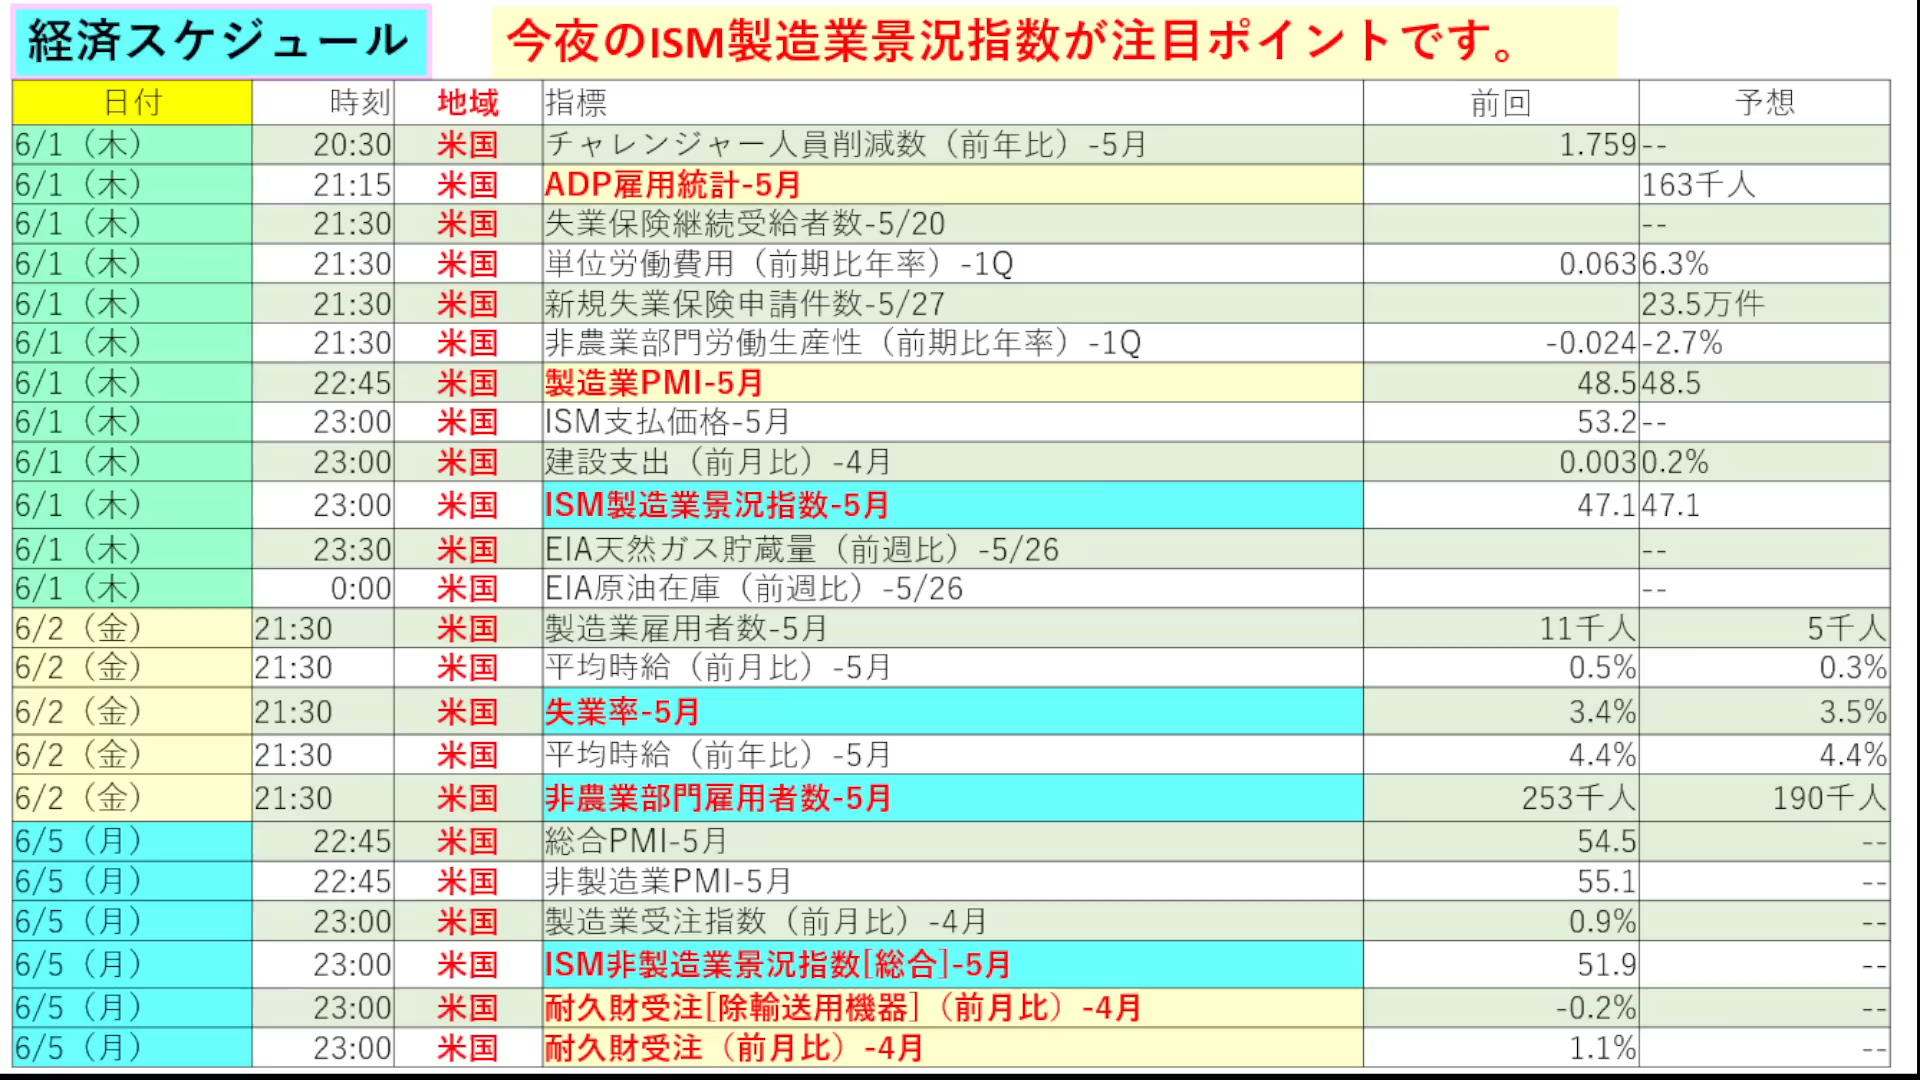 経済スケジュール 今夜のISM製造業景況指数が注目ポイントです。
日付 時刻 地域 指標 前回 予想
6/1（木） 20:30 米国 チャレンジャー人員削減数（前年比）-5月 1.759 --
6/1（木） 21:15 米国 ADP雇用統計-5月 163千人
6/1（木） 21:30 米国 失業保険継続受給者数-5/20 --
6/1（木） 21:30 米国 単位労働費用（前期比年率）-1Q 0.063 6.3%
6/1（木） 21:30 米国 新規失業保険申請件数-5/27 23.5万件
6/1（木） 21:30 米国 非農業部門労働生産性（前期比年率）-1Q -0.024 -2.7%
6/1（木） 22:45 米国 製造業PMI-5月 48.5 48.5
6/1（木） 23:00 米国 ISM支払価格-5月 53.2 --
6/1（木） 23:00 米国 建設支出（前月比）-4月 0.003 0.2%
6/1（木） 23:00 米国 ISM製造業景況指数-5月 47.1 47.1
6/1（木） 23:30 米国 EIA天然ガス貯蔵量（前週比）-5/26 --
6/1（木） 0:00 米国 EIA原油在庫（前週比）-5/26 --
6/2（金） 21:30 米国 製造業雇用者数-5月 11千人 5千人
6/2（金） 21:30 米国 平均時給（前月比）-5月 0.5% 0.3%
6/2（金） 21:30 米国 失業率-5月 3.4% 3.5%
6/2（金） 21:30 米国 平均時給（前年比）-5月 4.4% 4.4%
6/2（金） 21:30 米国 非農業部門雇用者数-5月 253千人 190千人
6/5（月） 22:45 米国 総合PMI-5月 54.5 --
6/5（月） 22:45 米国 非製造業PMI-5月 55.1 --
6/5（月） 23:00 米国 製造業受注指数（前月比）-4月 0.9% --
6/5（月） 23:00 米国 ISM非製造業景況指数[総合]-5月 51.9 --
6/5（月） 23:00 米国 耐久財受注[除輸送用機器]（前月比）-4月 -0.2% --
6/5（月） 23:00 米国 耐久財受注（前月比）-4月 1.1% --